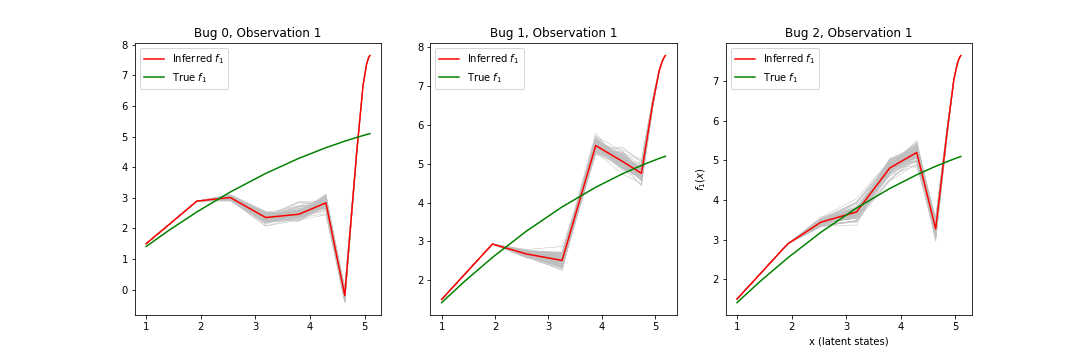 Bug 0, Observation 1
Inferred f₁
True f₁
8
7
6
5
4
3
2
1
0
1 2 3 4 5
Bug 1, Observation 1
Inferred f₁
True f₁
8
7
6
5
4
3
2
1 2 3 4 5
Bug 2, Observation 1
Inferred f₁
True f₁
f₁(x)
7
6
5
4
3
2
1 2 3 4 5
x (latent states)